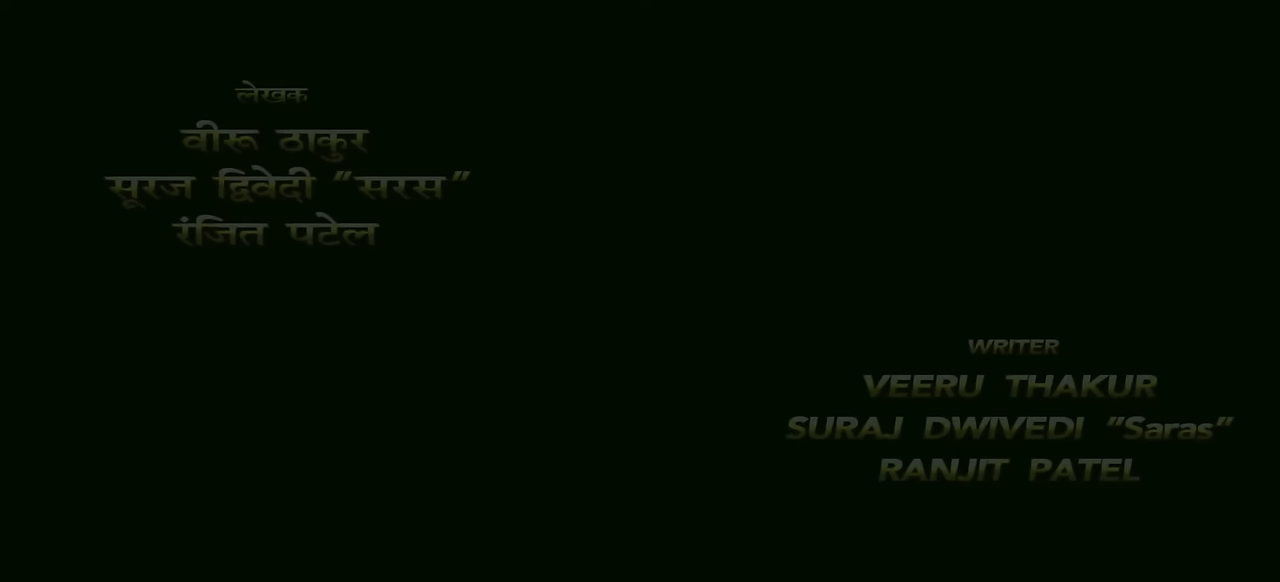 लेखक
वीरू ठाकुर
सूरज द्विवेदी "सरस"
रंजित पटेल
WRITER
VEERU THAKUR
SURAJ DWIVEDI "Saras"
RANJIT PATEL